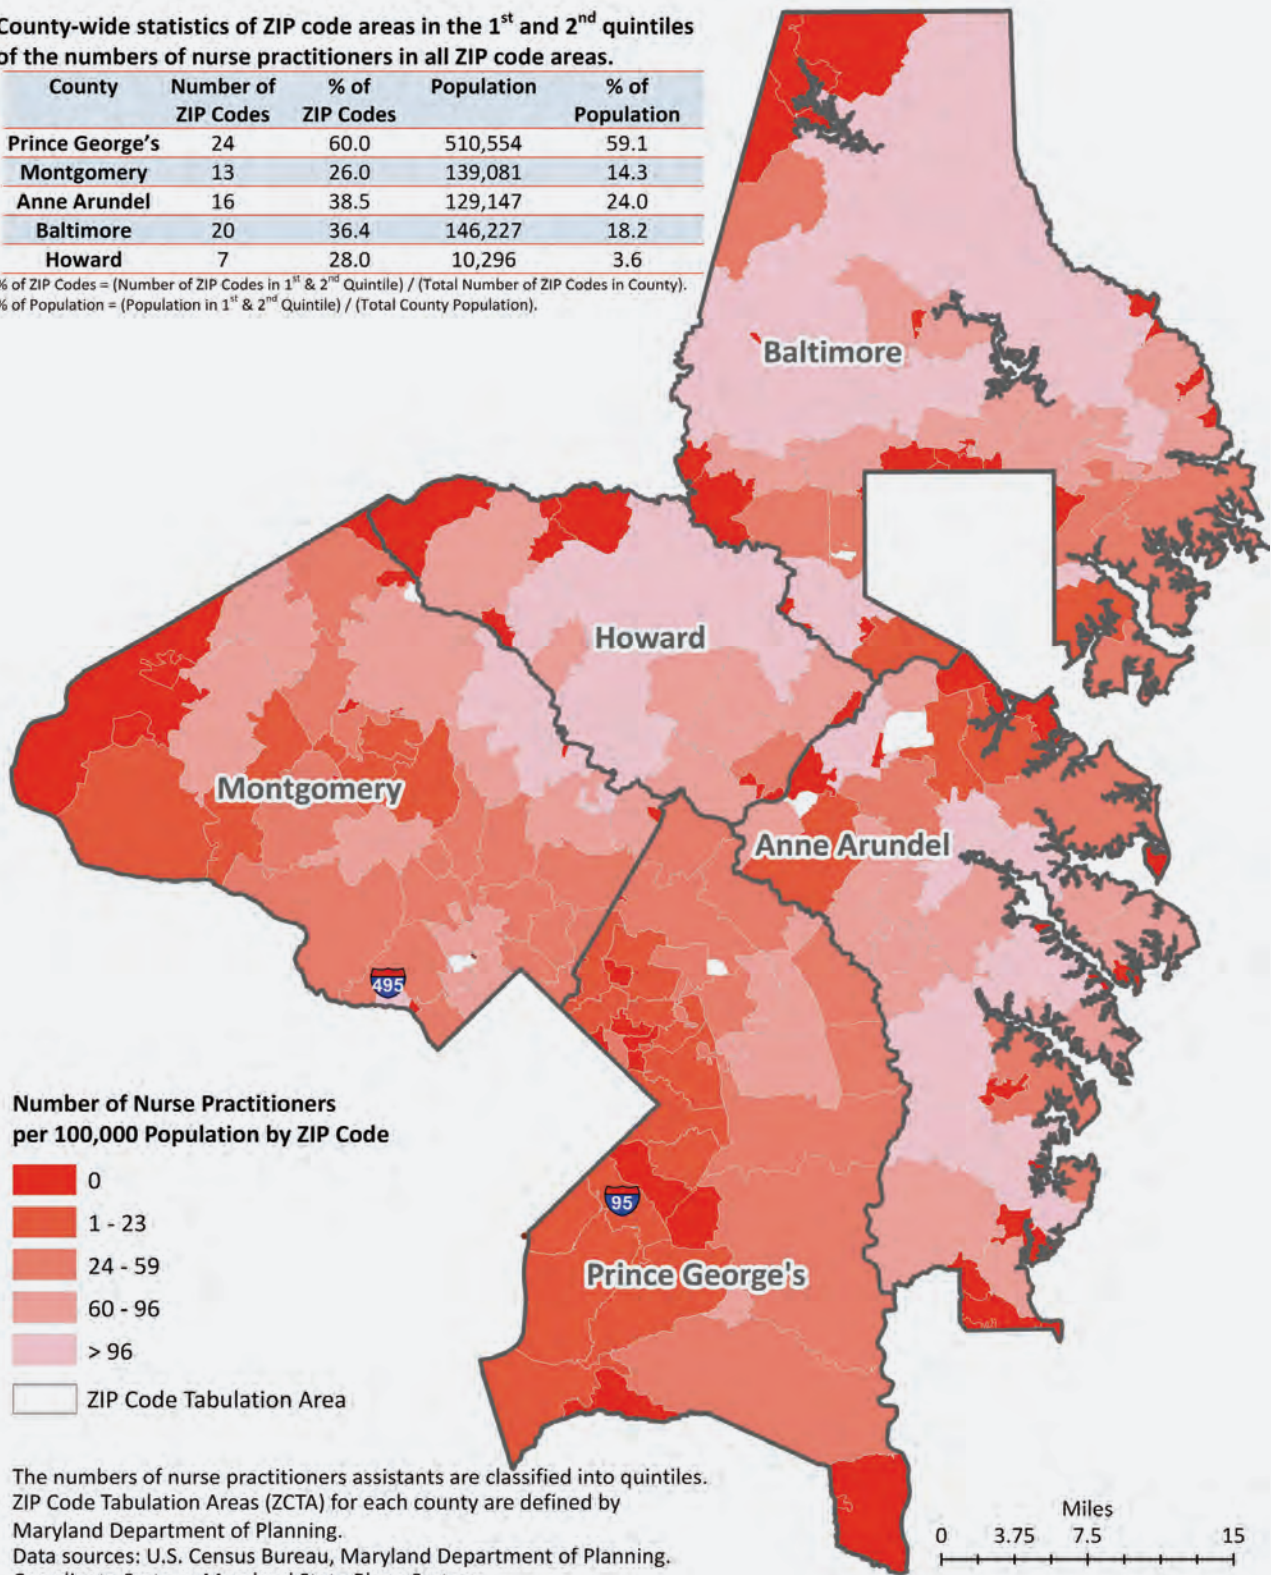 County-wide statistics of ZIP code areas in the 1st and 2nd quintiles
of the numbers of nurse practitioners in all ZIP code areas.
County Number of ZIP Codes % of ZIP Codes Population % of Population
Prince George's 24 60.0 510,554 59.1
Montgomery 13 26.0 139,081 14.3
Anne Arundel 16 38.5 129,147 24.0
Baltimore 20 36.4 146,227 18.2
Howard 7 28.0 10,296 3.6
% of ZIP Codes = (Number of ZIP Codes in 1st & 2nd Quintile) / (Total Number of ZIP Codes in County).
% of Population = (Population in 1st & 2nd Quintile) / (Total County Population).
Baltimore
Howard
Montgomery
Anne Arundel
495
95
Prince George's
Number of Nurse Practitioners
per 100,000 Population by ZIP Code
0
1 - 23
24 - 59
60 - 96
> 96
ZIP Code Tabulation Area
The numbers of nurse practitioners assistants are classified into quintiles.
ZIP Code Tabulation Areas (ZCTA) for each county are defined by
Maryland Department of Planning.
Data sources: U.S. Census Bureau, Maryland Department of Planning.
Miles
0 3.75 7.5 15